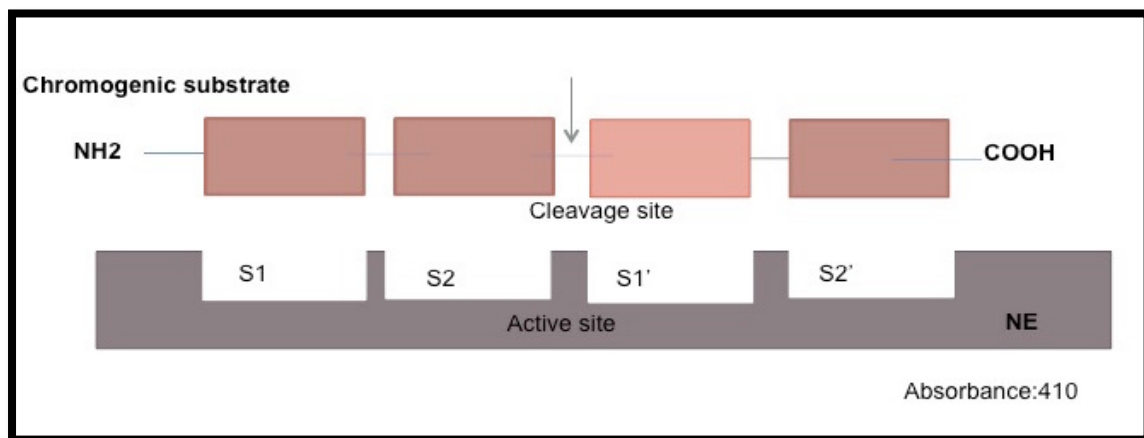 Chromogenic substrate
NH2
COOH
Cleavage site
S1
S2
S1’
S2’
Active site
NE
Absorbance:410